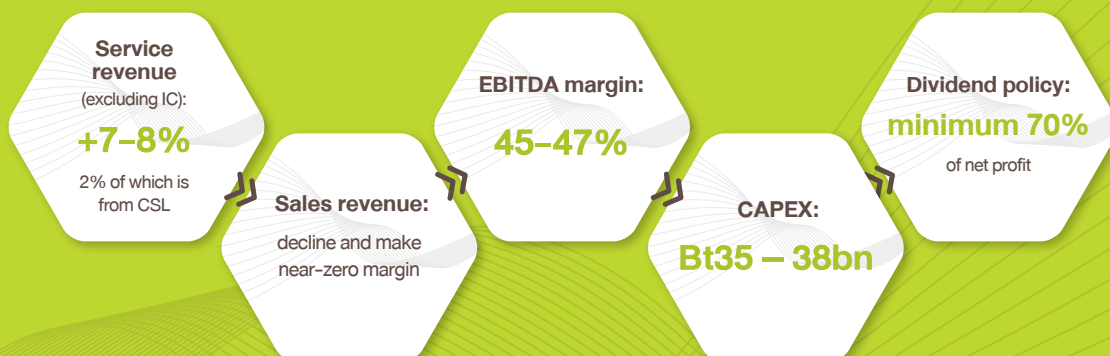 Service
revenue
(excluding IC):
+7–8%
2% of which is
from CSL
Sales revenue:
decline and make
near-zero margin
EBITDA margin:
45–47%
CAPEX:
Bt35 – 38bn
Dividend policy:
minimum 70%
of net profit